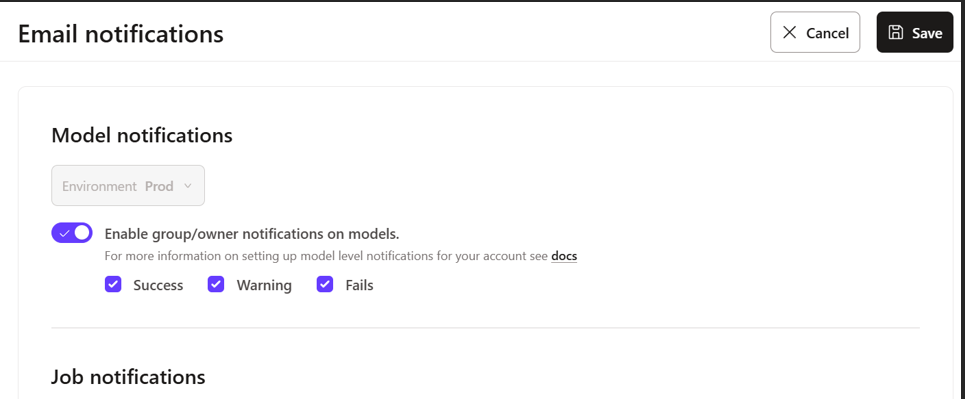 Email notifications
Cancel
Save
Model notifications
Environment Prod
Enable group/owner notifications on models.
For more information on setting up model level notifications for your account see docs
Success Warning Fails
Job notifications